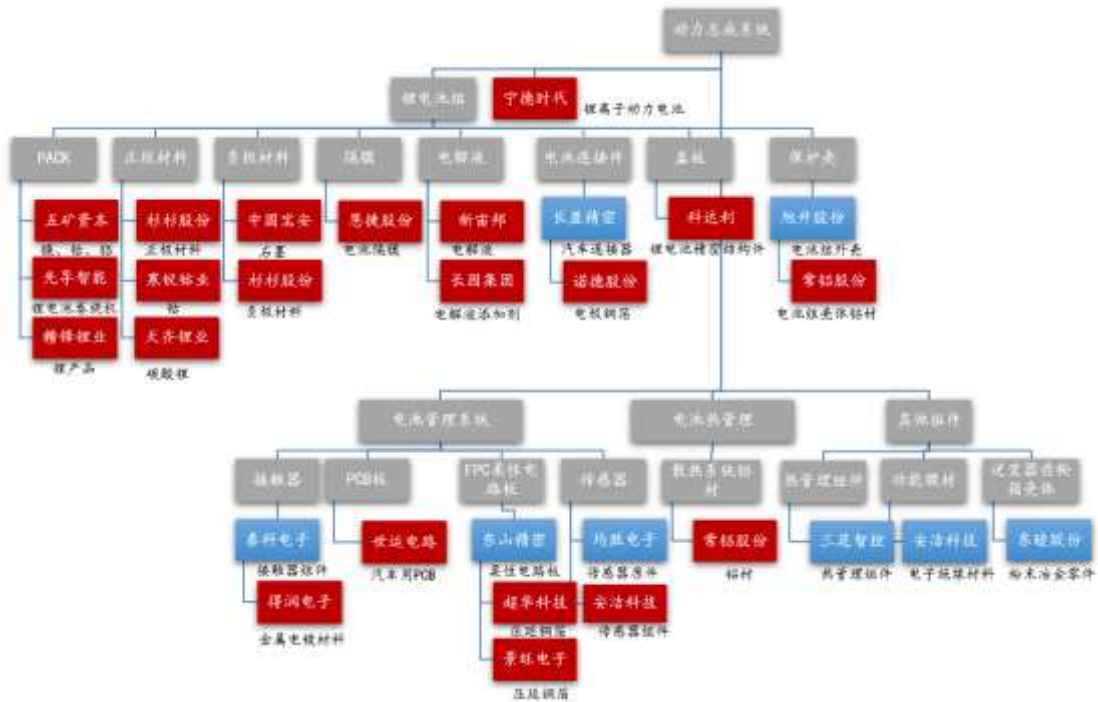 动力总成系统
锂电池组
宁德时代
锂离子动力电池
PACK
正极材料
负极材料
隔膜
电解液
电池连接件
盖板
保护壳
五矿资本
镍、钴、铝
杉杉股份
正极材料
中国宝安
石墨
恩捷股份
电池隔膜
新宙邦
电解液
长盈精密
汽车连接器
科达利
锂电池精密结构件
旭升股份
电池组外壳
先导智能
锂电池卷绕机
寒锐钴业
钴
杉杉股份
负极材料
长园集团
电解液添加剂
诺德股份
电极铜箔
常铝股份
电池组壳体铝材
赣锋锂业
锂产品
天齐锂业
碳酸锂
电池管理系统
电池热管理
其他组件
接触器
PCB板
FPC柔性电路板
传感器
散热系统铝材
热管理组件
功能膜材
逆变器齿轮箱壳体
泰科电子
接触器组件
世运电路
汽车用PCB
东山精密
柔性电路板
均胜电子
传感器原件
常铝股份
铝材
三花智控
热管理组件
安洁科技
电子绝缘材料
东睦股份
粉末冶金零件
得润电子
金属电镀材料
超华科技
压延铜箔
安洁科技
传感器组件
景旺电子
压延铜箔